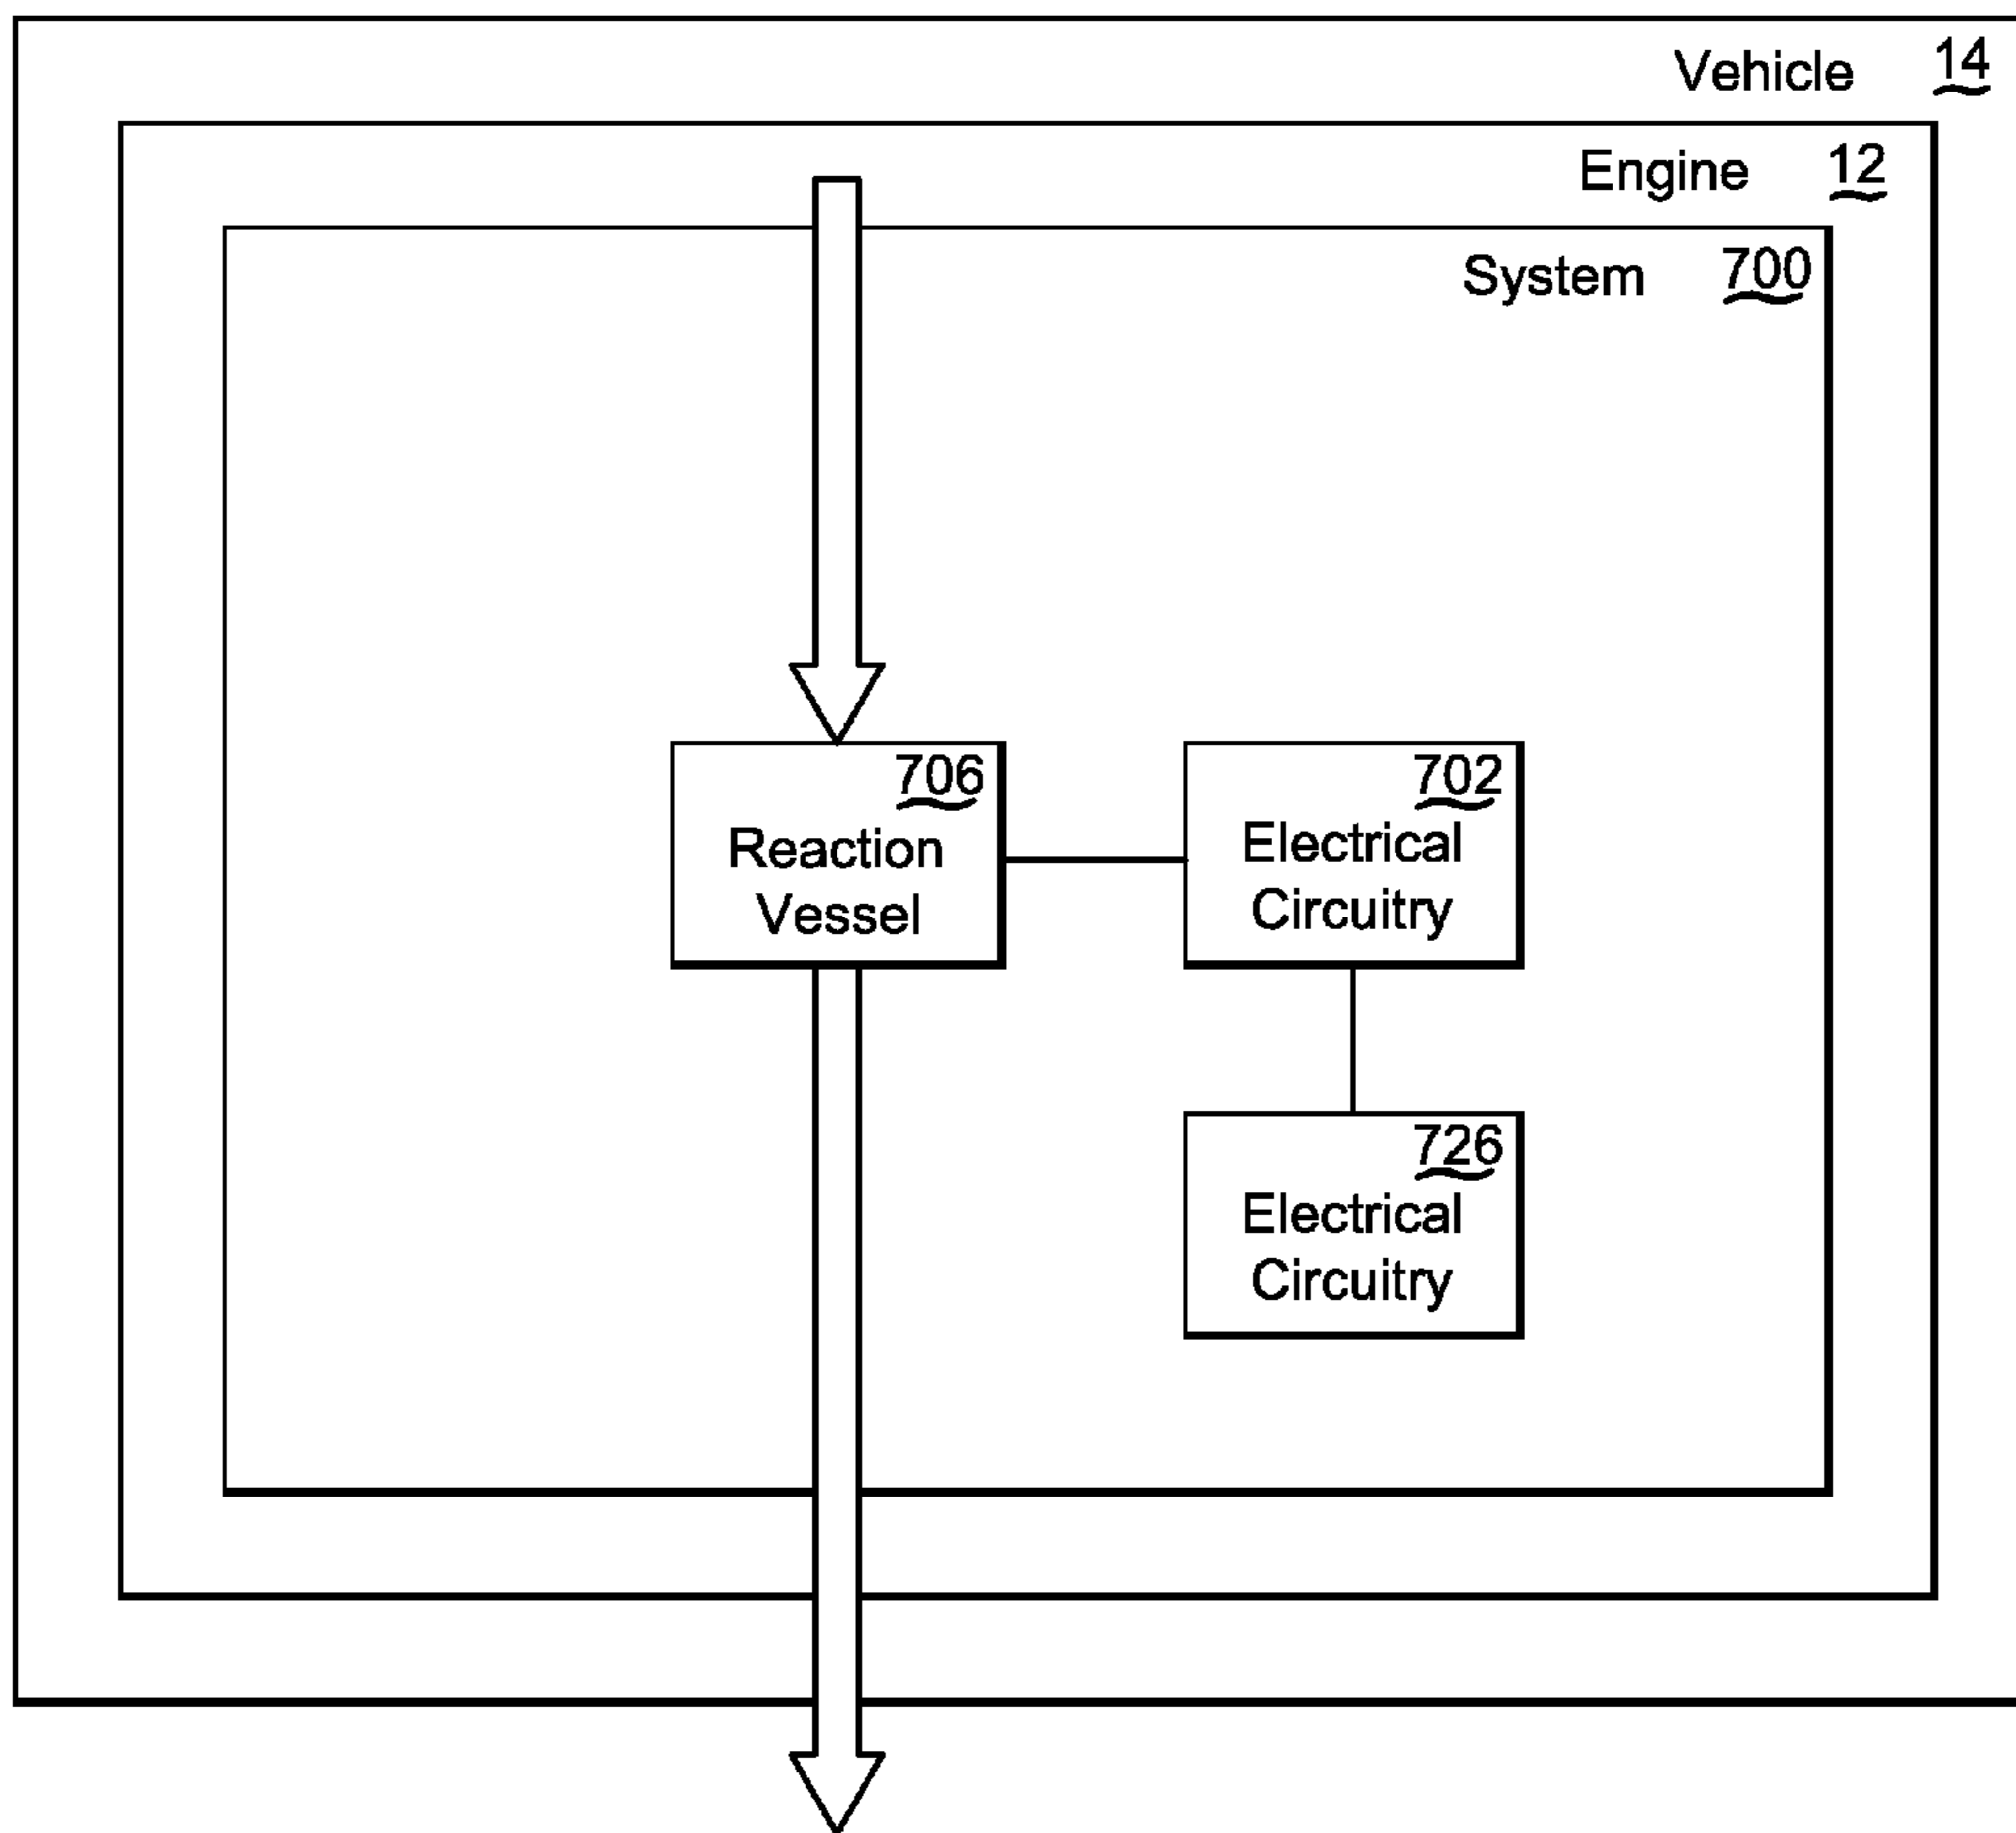 Vehicle 14
Engine 12
System 700
706
Reaction
Vessel
702
Electrical
Circuitry
726
Electrical
Circuitry